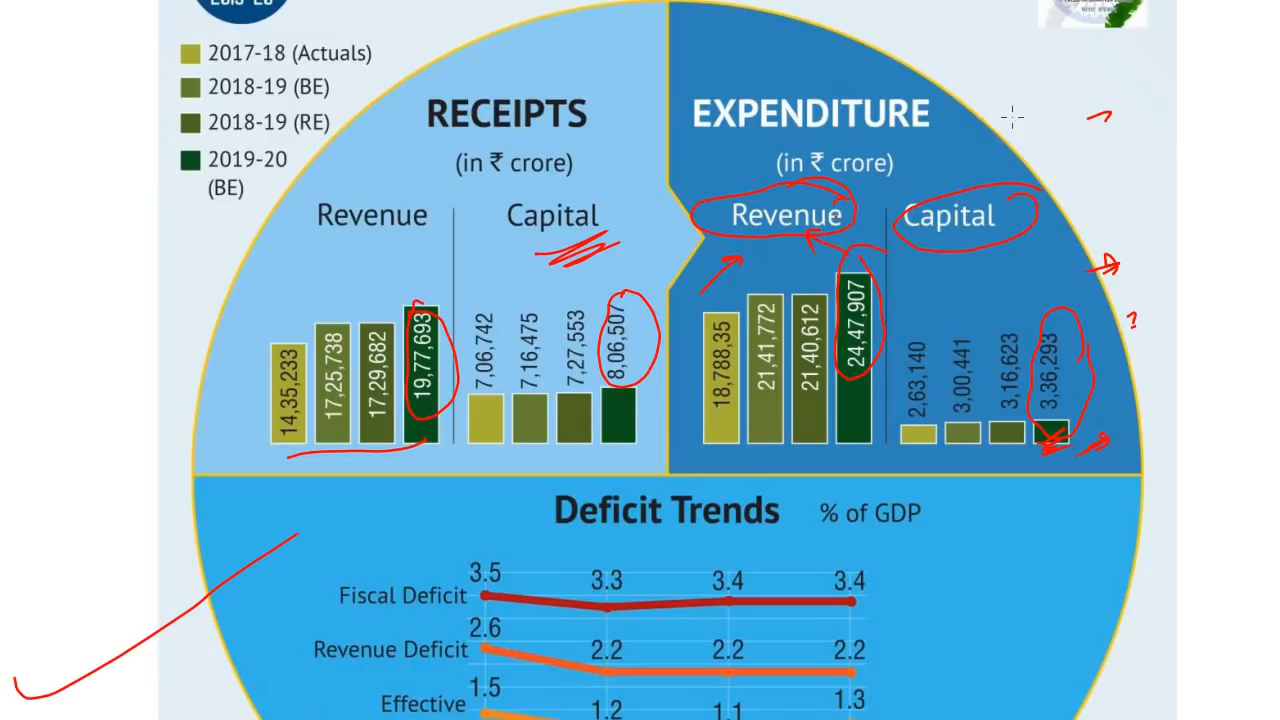 2017-18 (Actuals)
2018-19 (BE)
2018-19 (RE)
2019-20
(BE)
RECEIPTS
(in ₹ crore)
Revenue
Capital
14,35,233
17,25,738
17,29,682
19,77,693
7,06,742
7,16,475
7,27,553
8,06,507
EXPENDITURE
(in ₹ crore)
Revenue
Capital
18,788,35
21,41,772
21,40,612
24,47,907
2,63,140
3,00,441
3,16,623
3,36,293
?
Deficit Trends % of GDP
3.5 3.3 3.4 3.4
Fiscal Deficit
2.6 2.2 2.2 2.2
Revenue Deficit
1.5 1.2 1.1 1.3
Effective